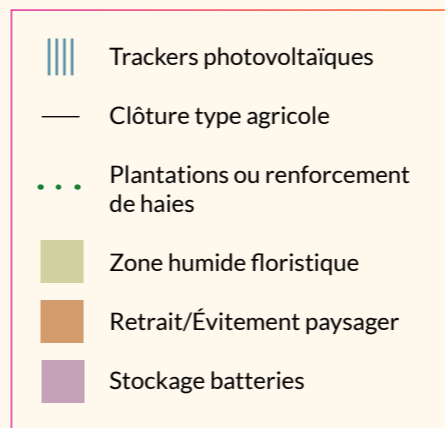 Trackers photovoltaïques
Clôture type agricole
Plantations ou renforcement
de haies
Zone humide floristique
Retrait/Évitement paysager
Stockage batteries